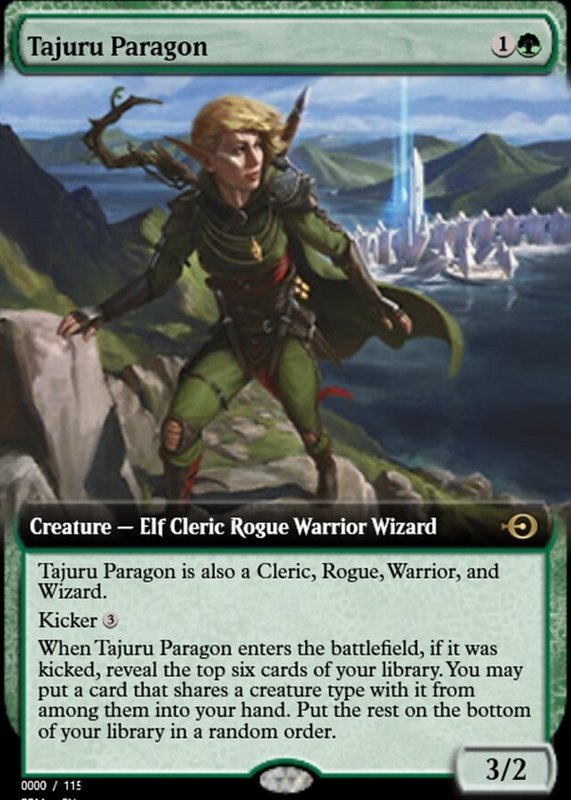 Tajuru Paragon 1
Creature — Elf Cleric Rogue Warrior Wizard
Tajuru Paragon is also a Cleric, Rogue, Warrior, and
Wizard.
Kicker 3
When Tajuru Paragon enters the battlefield, if it was
kicked, reveal the top six cards of your library. You may
put a card that shares a creature type with it from
among them into your hand. Put the rest on the bottom
of your library in a random order.
3/2
0000 / 115